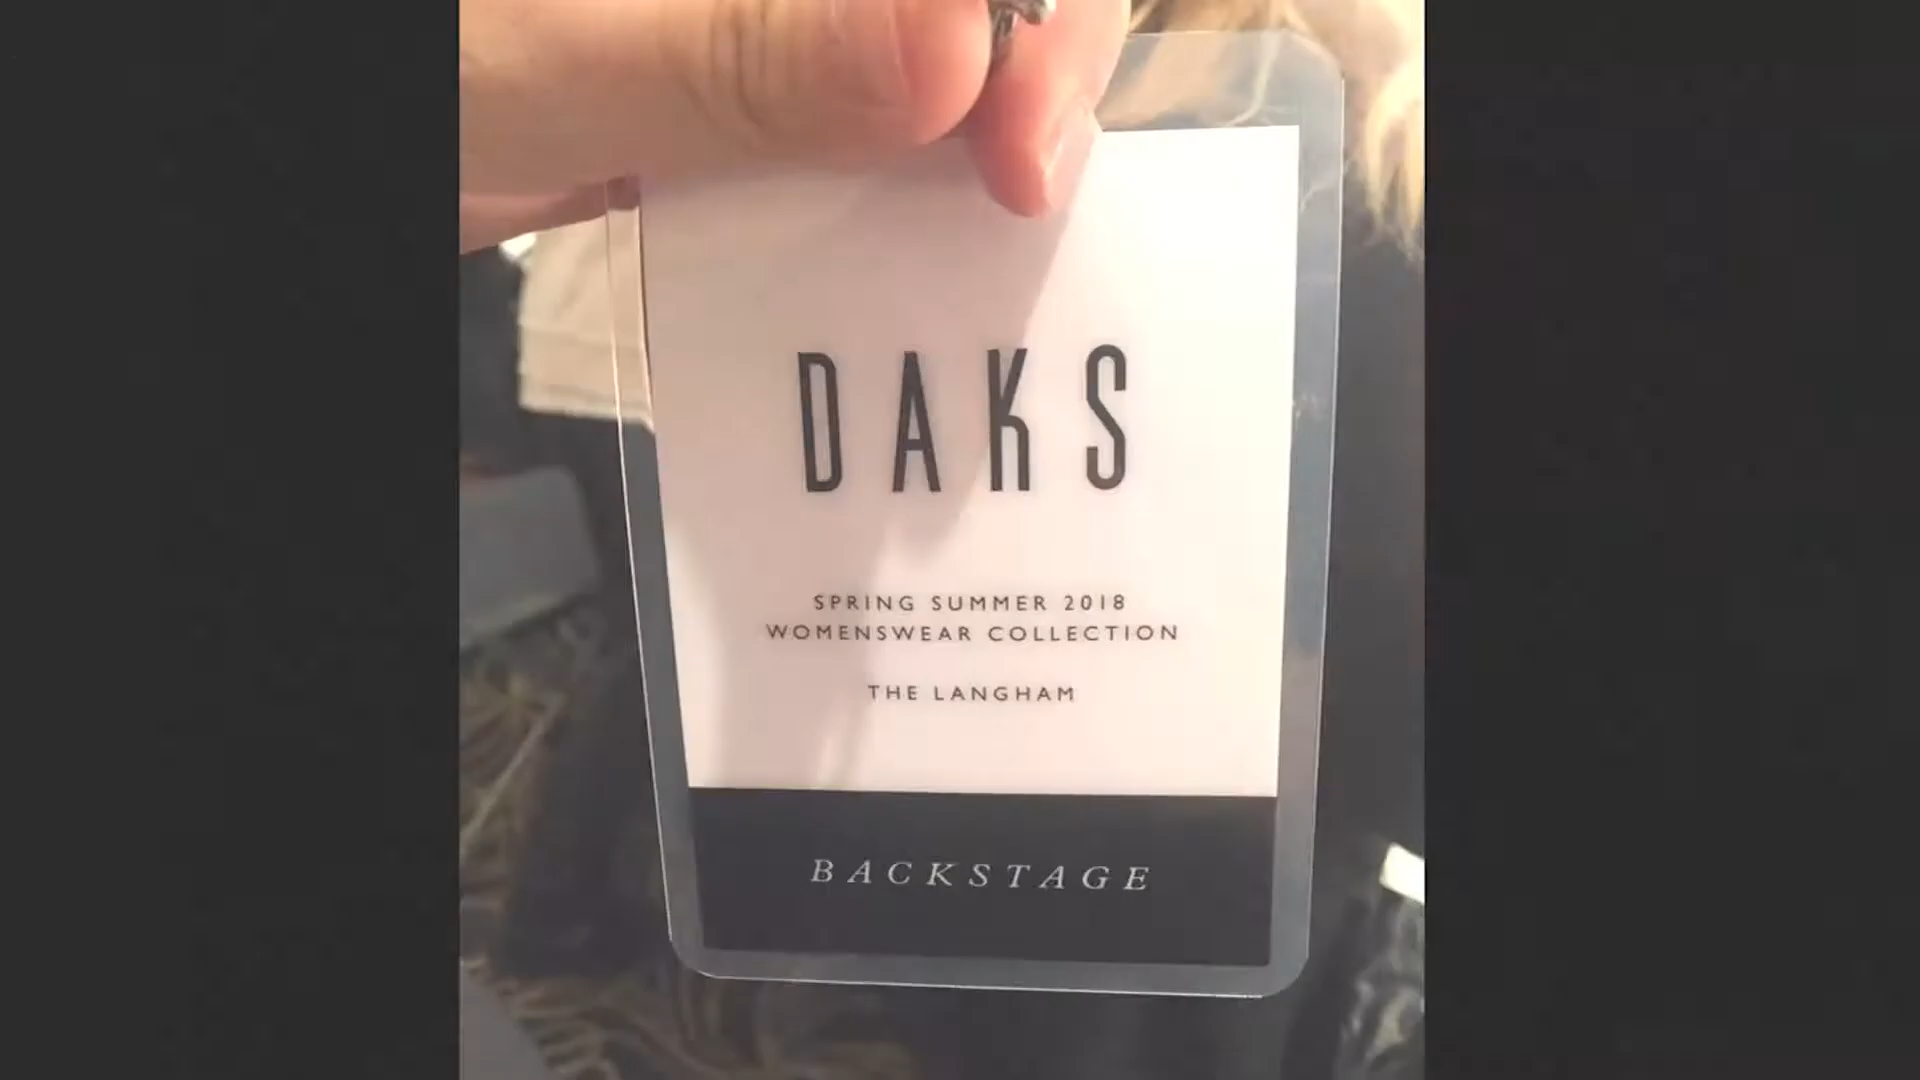 DAKS
SPRING SUMMER 2018
WOMENSWEAR COLLECTION
THE LANGHAM
BACKSTAGE